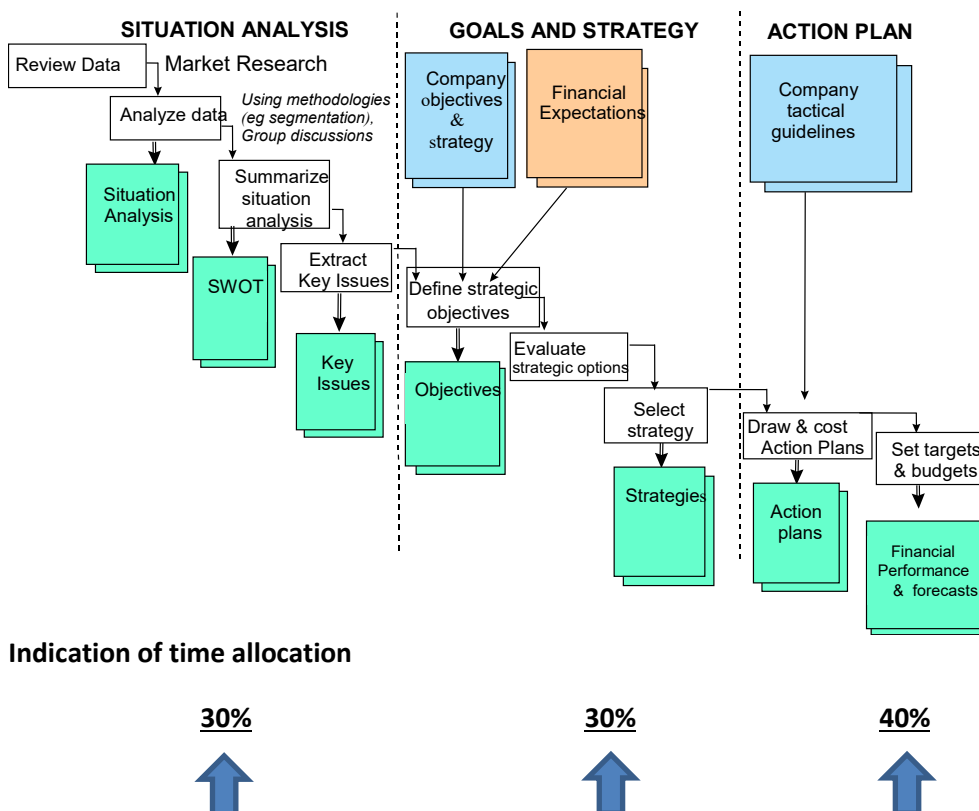 SITUATION ANALYSIS
GOALS AND STRATEGY
ACTION PLAN
Review Data
Market Research
Analyze data
Using methodologies
(eg segmentation),
Group discussions
Situation
Analysis
Summarize
situation
analysis
SWOT
Extract
Key Issues
Key
Issues
Company
objectives
&
strategy
Financial
Expectations
Define strategic
objectives
Objectives
Evaluate
strategic options
Select
strategy
Strategies
Company
tactical
guidelines
Draw & cost
Action Plans
Action
plans
Set targets
& budgets
Financial
Performance
& forecasts
Indication of time allocation
30%
30%
40%